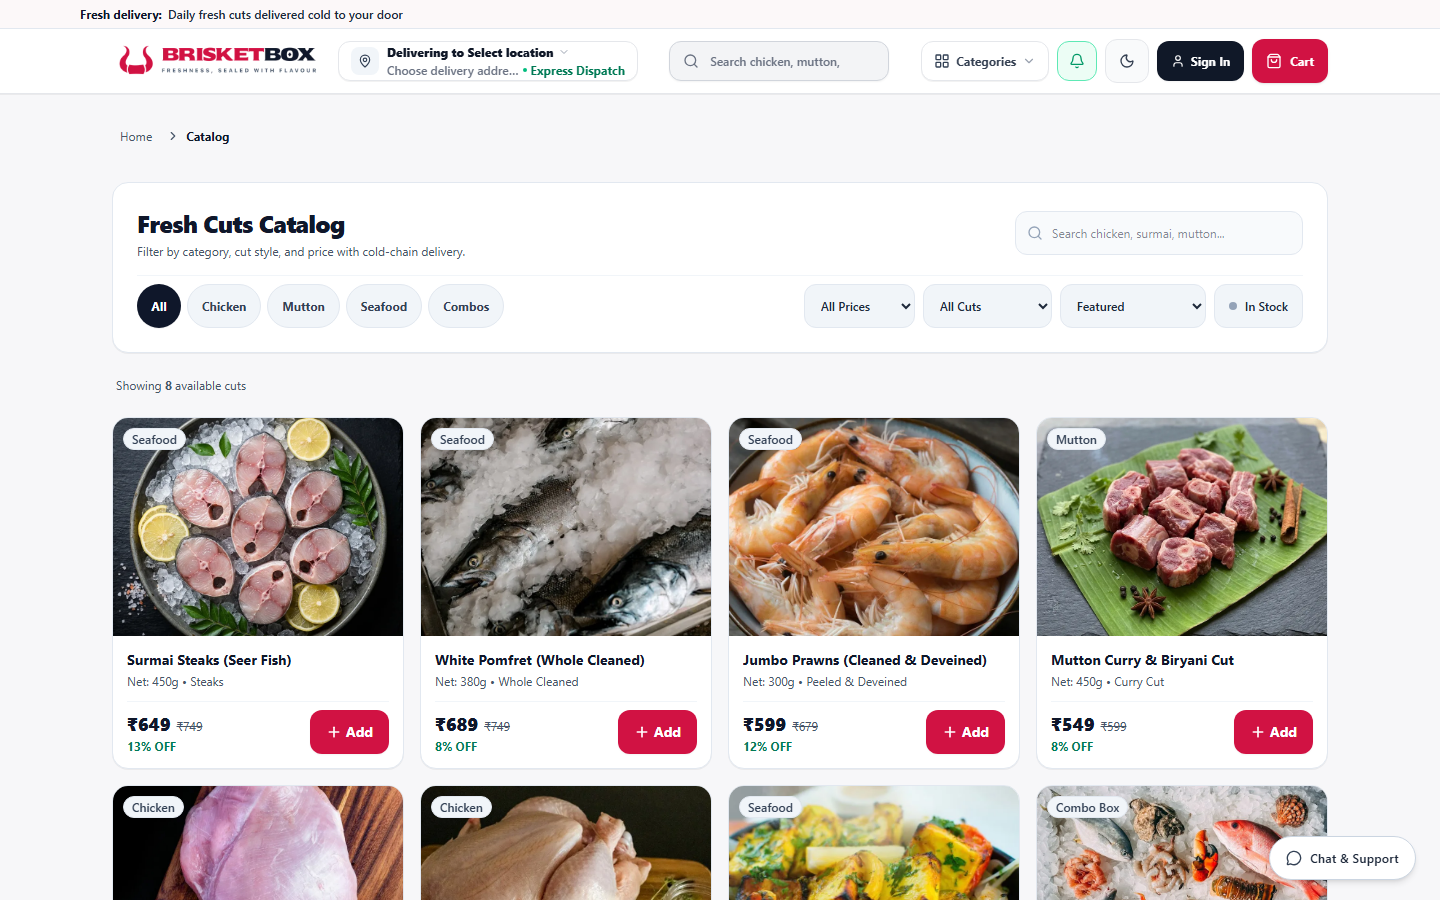 Fresh delivery: Daily fresh cuts delivered cold to your door
BRISKETBOX
FRESHNESS, SEALED WITH FLAVOUR
Delivering to Select location
Choose delivery addre... • Express Dispatch
Search chicken, mutton,
Categories
Sign In
Cart
Home > Catalog
Fresh Cuts Catalog
Filter by category, cut style, and price with cold-chain delivery.
Search chicken, surmai, mutton...
All
Chicken
Mutton
Seafood
Combos
All Prices
All Cuts
Featured
In Stock
Showing 8 available cuts
Seafood
Surmai Steaks (Seer Fish)
Net: 450g • Steaks
₹649 ₹749
13% OFF
+ Add
Seafood
White Pomfret (Whole Cleaned)
Net: 380g • Whole Cleaned
₹689 ₹749
8% OFF
+ Add
Seafood
Jumbo Prawns (Cleaned & Deveined)
Net: 300g • Peeled & Deveined
₹599 ₹679
12% OFF
+ Add
Mutton
Mutton Curry & Biryani Cut
Net: 450g • Curry Cut
₹549 ₹599
8% OFF
+ Add
Chicken
Chicken
Seafood
Combo Box
Chat & Support